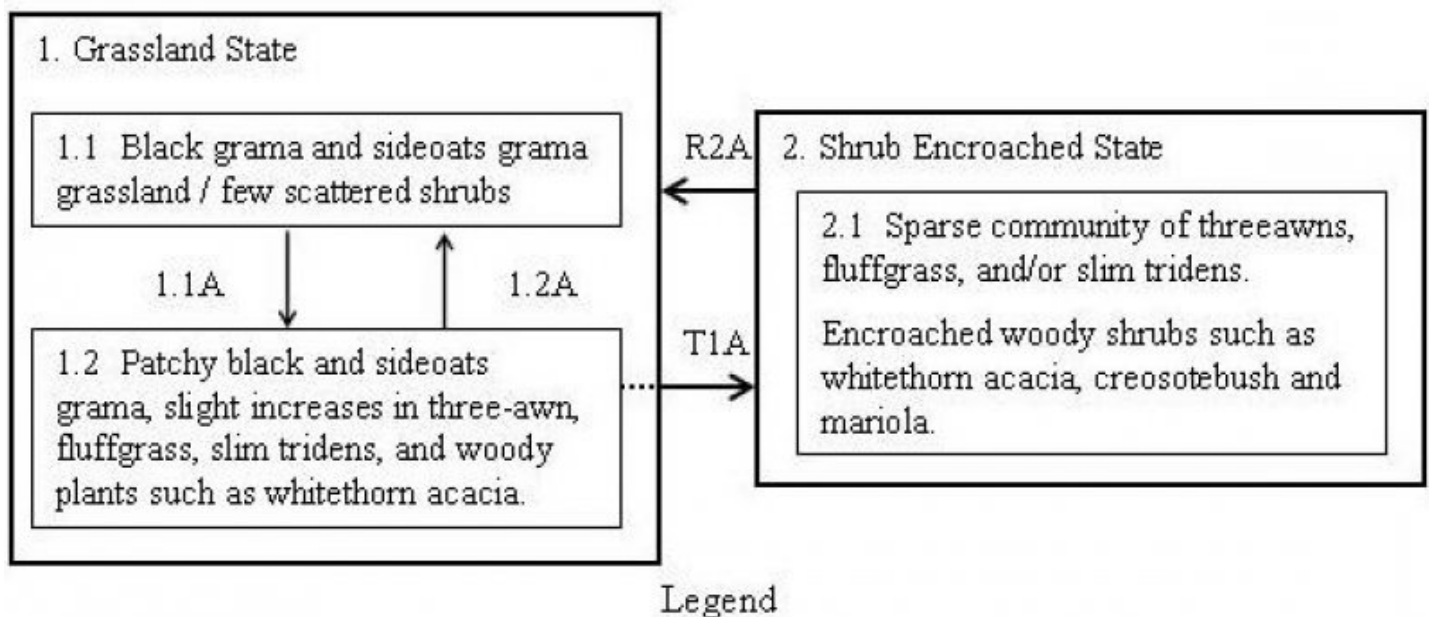 1. Grassland State
1.1 Black grama and sideoats grama
grassland / few scattered shrubs
1.1A
1.2A
1.2 Patchy black and sideoats
grama, slight increases in three-awn,
fluffgrass, slim tridens, and woody
plants such as whitethorn acacia.
R2A
T1A
2. Shrub Encroached State
2.1 Sparse community of threeawns,
fluffgrass, and/or slim tridens.
Encroached woody shrubs such as
whitethorn acacia, creosotebush and
mariola.
Legend